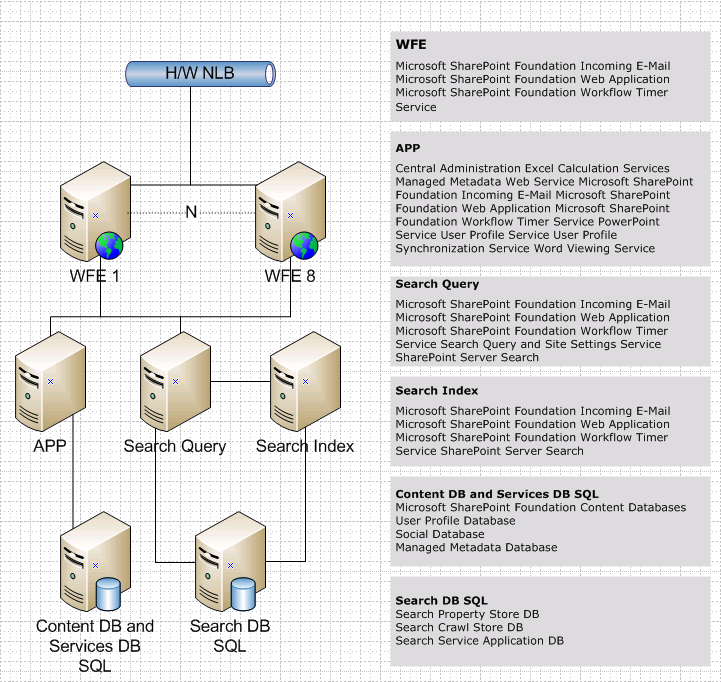 H/W NLB
N
WFE 1
WFE 8
APP
Search Query
Search Index
Content DB and
Services DB
SQL
Search DB
SQL
WFE
Microsoft SharePoint Foundation Incoming E-Mail
Microsoft SharePoint Foundation Web Application
Microsoft SharePoint Foundation Workflow Timer
Service
APP
Central Administration Excel Calculation Services
Managed Metadata Web Service Microsoft SharePoint
Foundation Incoming E-Mail Microsoft SharePoint
Foundation Web Application Microsoft SharePoint
Foundation Workflow Timer Service PowerPoint
Service User Profile Service User Profile
Synchronization Service Word Viewing Service
Search Query
Microsoft SharePoint Foundation Incoming E-Mail
Microsoft SharePoint Foundation Web Application
Microsoft SharePoint Foundation Workflow Timer
Service Search Query and Site Settings Service
SharePoint Server Search
Search Index
Microsoft SharePoint Foundation Incoming E-Mail
Microsoft SharePoint Foundation Web Application
Microsoft SharePoint Foundation Workflow Timer
Service SharePoint Server Search
Content DB and Services DB SQL
Microsoft SharePoint Foundation Content Databases
User Profile Database
Social Database
Managed Metadata Database
Search DB SQL
Search Property Store DB
Search Crawl Store DB
Search Service Application DB